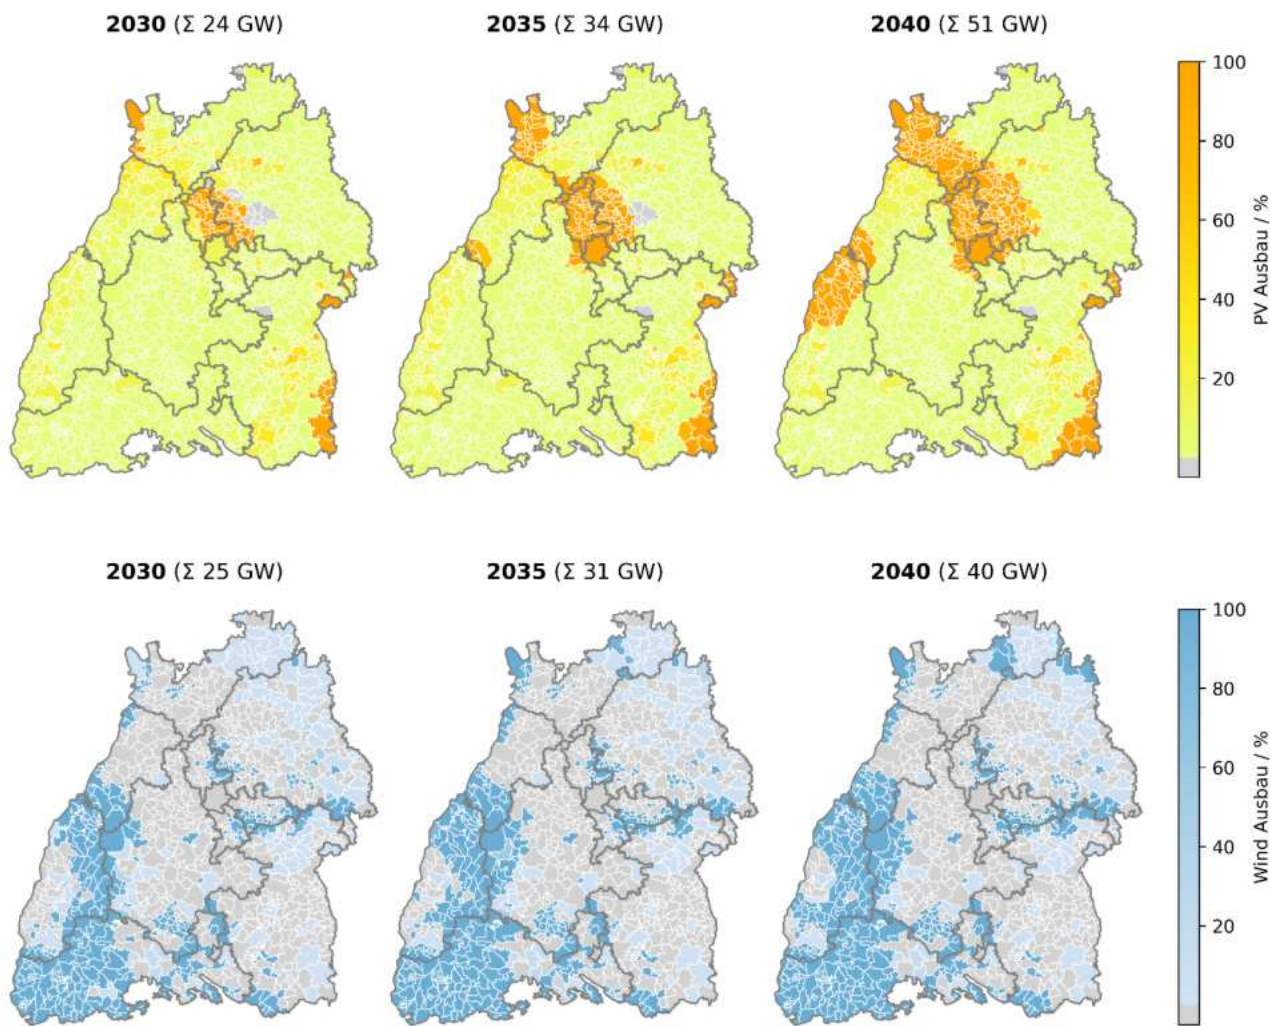 2030 (Σ 24 GW)
2035 (Σ 34 GW)
2040 (Σ 51 GW)
100
80
60
40
20
PV Ausbau / %
2030 (Σ 25 GW)
2035 (Σ 31 GW)
2040 (Σ 40 GW)
100
80
60
40
20
Wind Ausbau / %